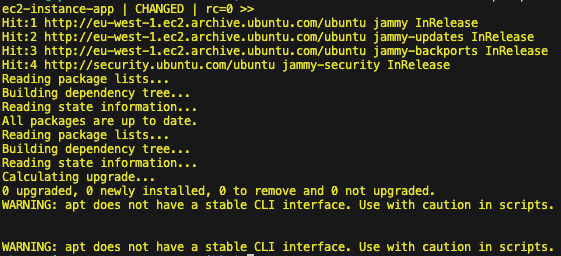 ec2-instance-app | CHANGED | rc=0 >>
Hit:1 http://eu-west-1.ec2.archive.ubuntu.com/ubuntu jammy InRelease
Hit:2 http://eu-west-1.ec2.archive.ubuntu.com/ubuntu jammy-updates InRelease
Hit:3 http://eu-west-1.ec2.archive.ubuntu.com/ubuntu jammy-backports InRelease
Hit:4 http://security.ubuntu.com/ubuntu jammy-security InRelease
Reading package lists...
Building dependency tree...
Reading state information...
All packages are up to date.
Reading package lists...
Building dependency tree...
Reading state information...
Calculating upgrade...
0 upgraded, 0 newly installed, 0 to remove and 0 not upgraded.
WARNING: apt does not have a stable CLI interface. Use with caution in scripts.
WARNING: apt does not have a stable CLI interface. Use with caution in scripts.